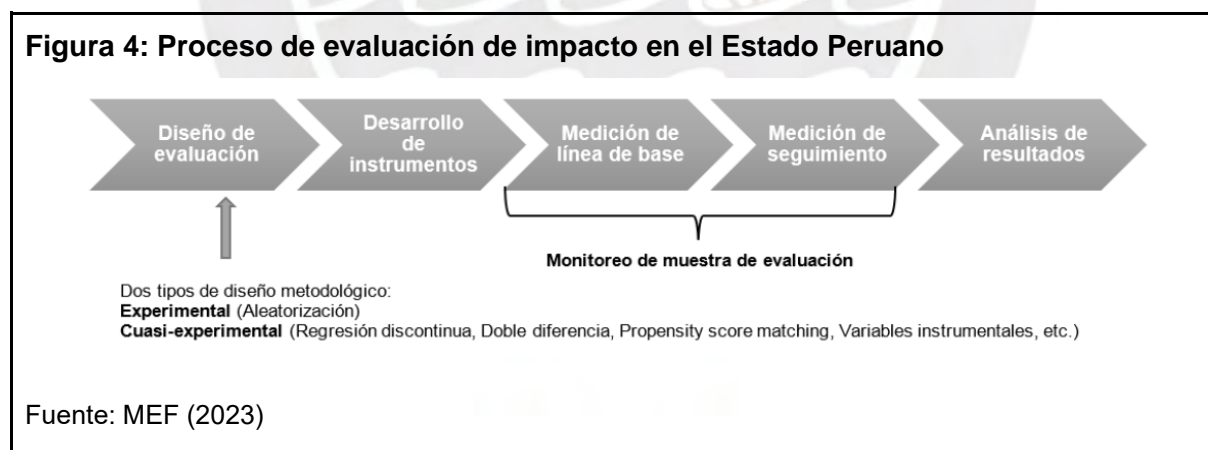 Figura 4: Proceso de evaluación de impacto en el Estado Peruano
Diseño de
evaluación
Desarrollo
de
instrumentos
Medición de
línea de base
Medición de
seguimiento
Análisis de
resultados
Monitoreo de muestra de evaluación
Dos tipos de diseño metodológico:
Experimental (Aleatorización)
Cuasi-experimental (Regresión discontinua, Doble diferencia, Propensity score matching, Variables instrumentales, etc.)
Fuente: MEF (2023)